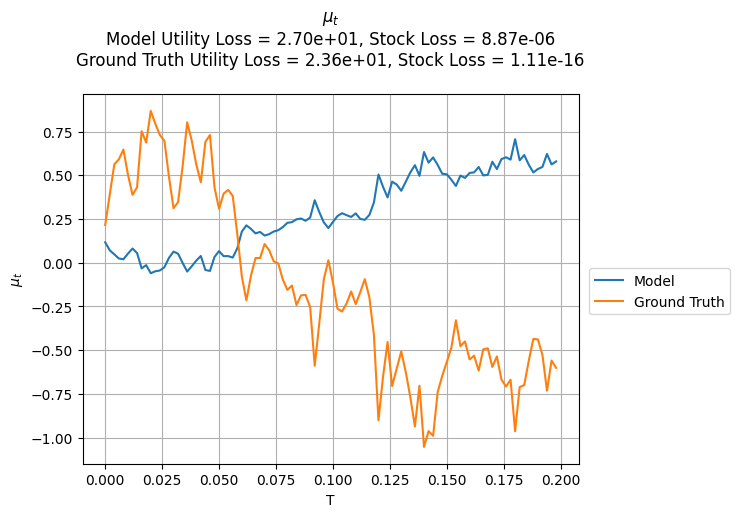 μ_t
Model Utility Loss = 2.70e+01, Stock Loss = 8.87e-06
Ground Truth Utility Loss = 2.36e+01, Stock Loss = 1.11e-16
0.75
0.50
0.25
0.00
−0.25
−0.50
−0.75
−1.00
μ_t
0.000 0.025 0.050 0.075 0.100 0.125 0.150 0.175 0.200
T
Model
Ground Truth